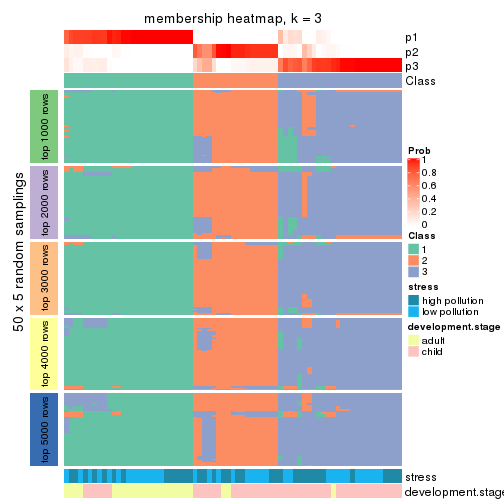 membership heatmap, k = 3
p1
p2
p3
Class
50 x 5 random samplings
top 1000 rows
top 2000 rows
top 3000 rows
top 4000 rows
top 5000 rows
stress
development.stage
Prob
1
0.8
0.6
0.4
0.2
0
Class
1
2
3
stress
high pollution
low pollution
development.stage
adult
child